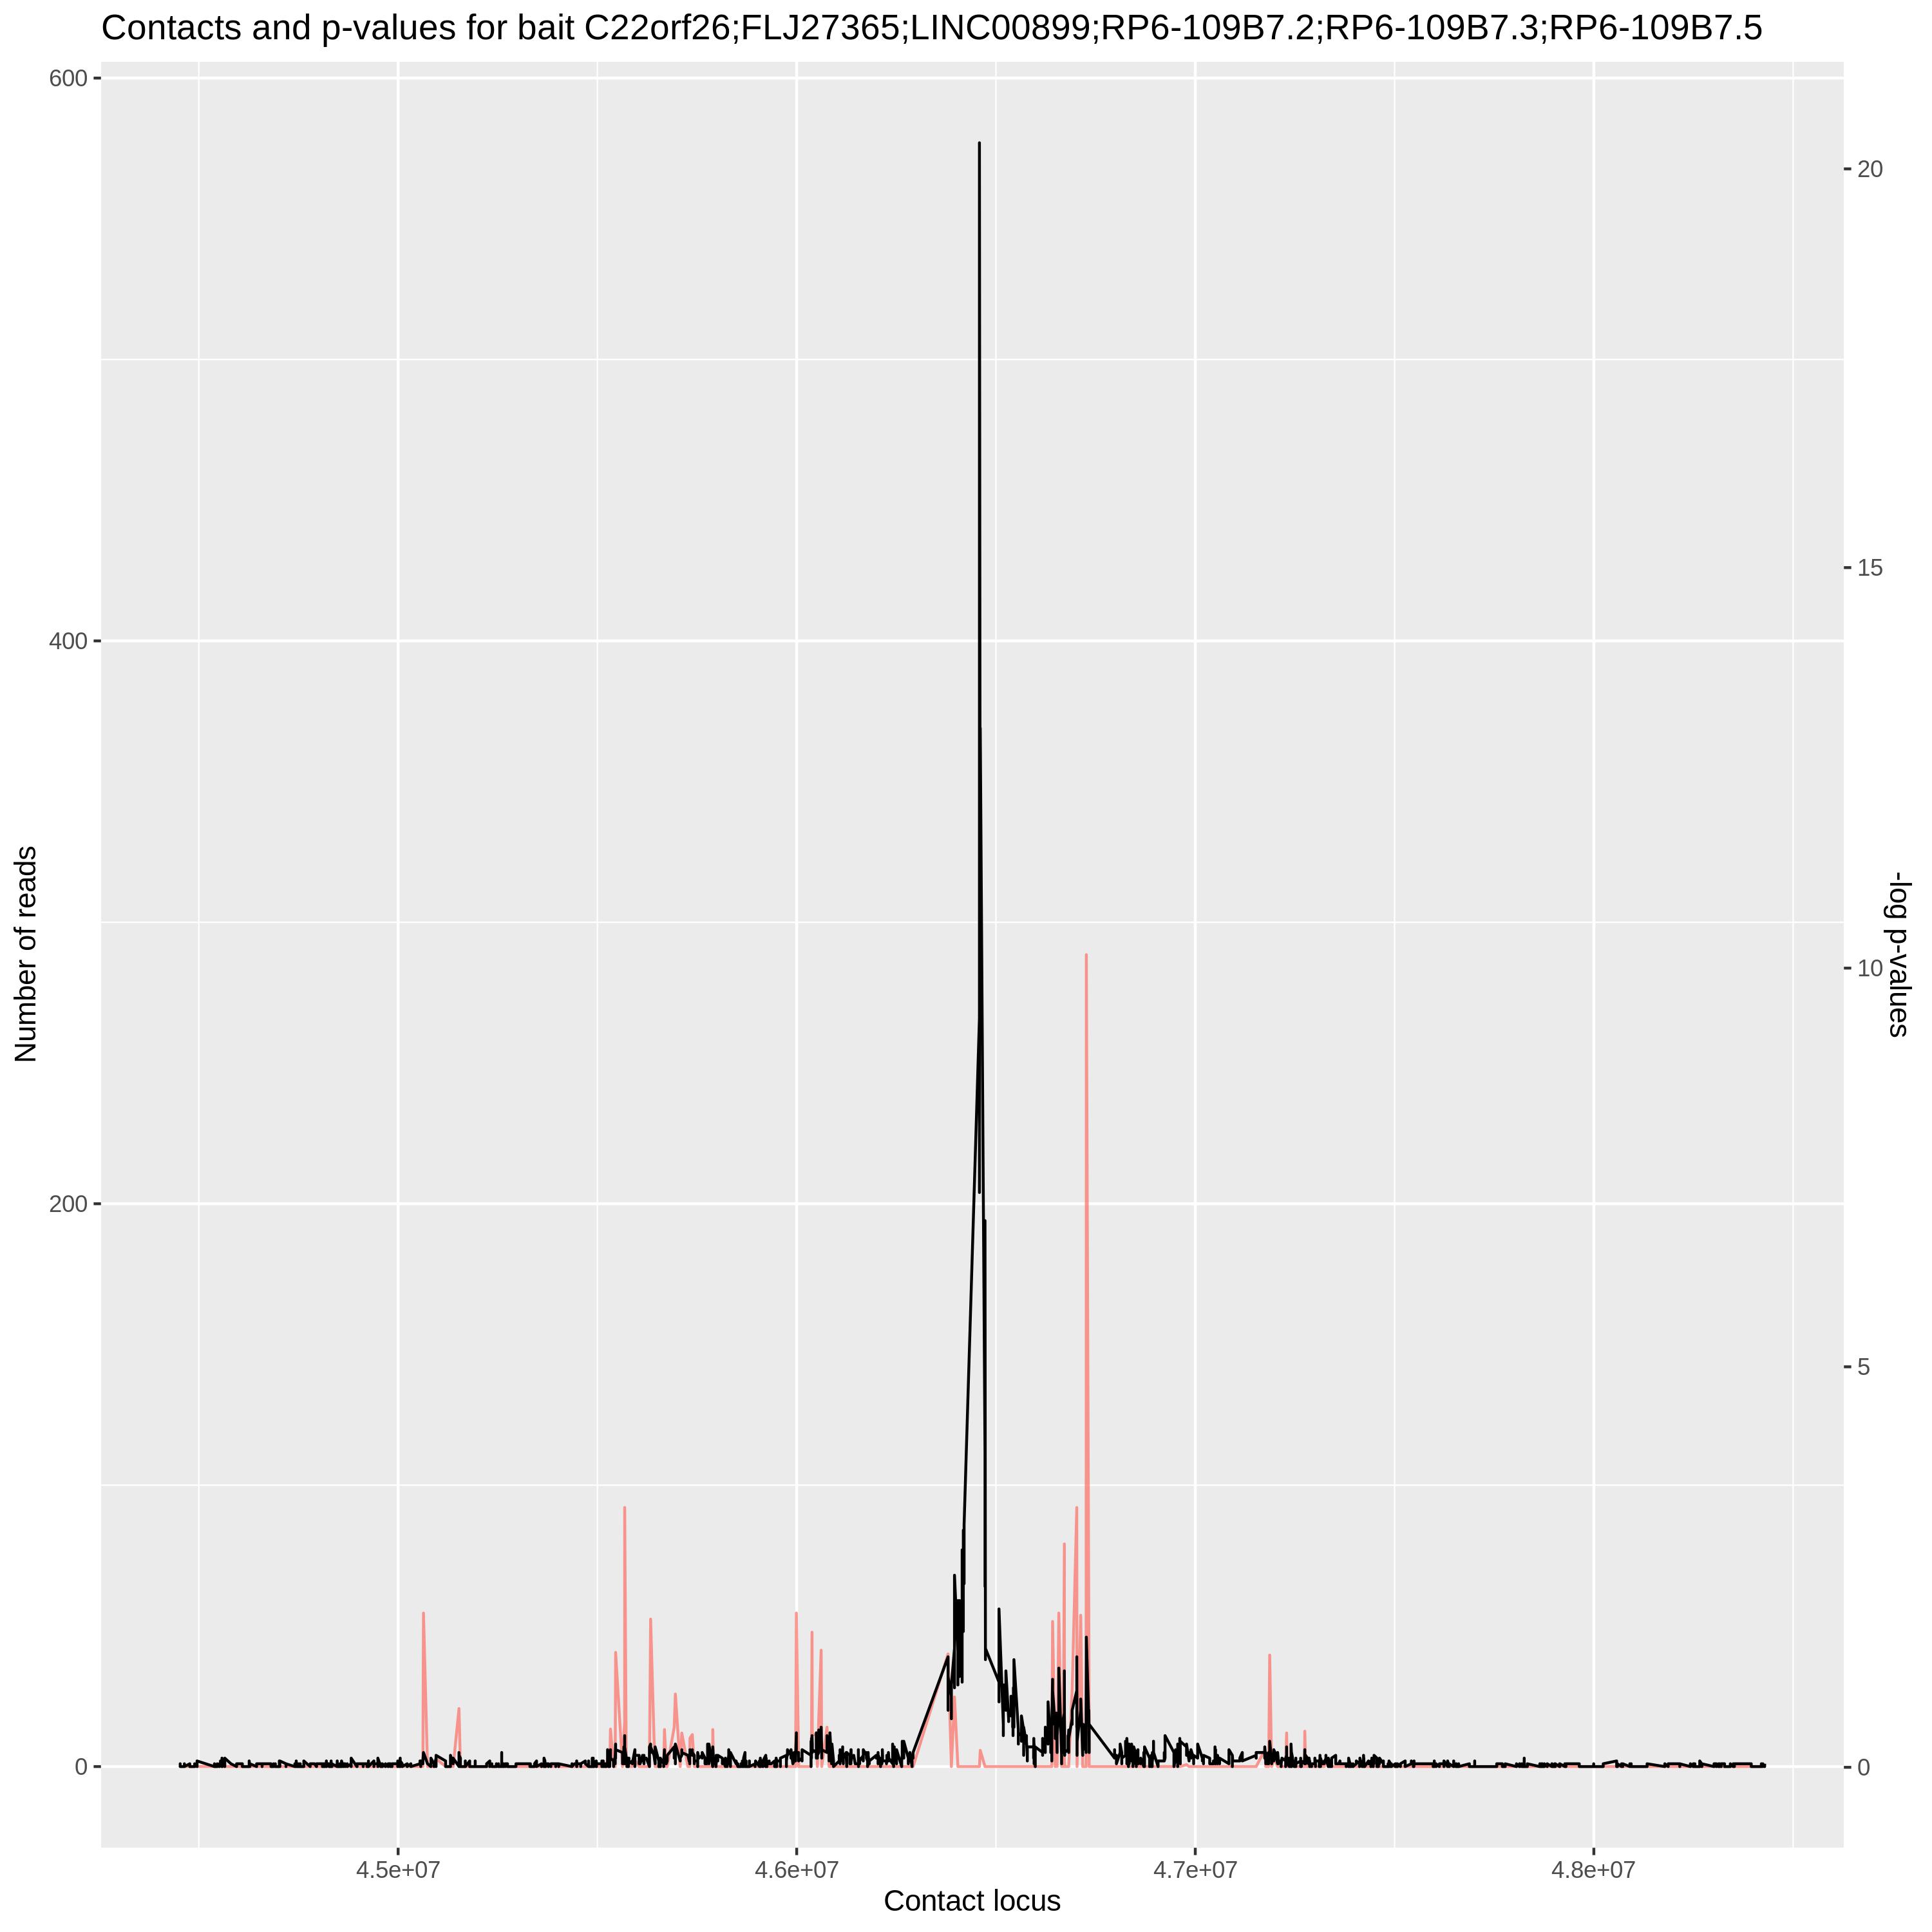 Contacts and p-values for bait C22orf26;FLJ27365;LINC00899;RP6-109B7.2;RP6-109B7.3;RP6-109B7.5
600
400
200
0
Number of reads
20
15
10
5
0
-log p-values
4.5e+07
4.6e+07
4.7e+07
4.8e+07
Contact locus